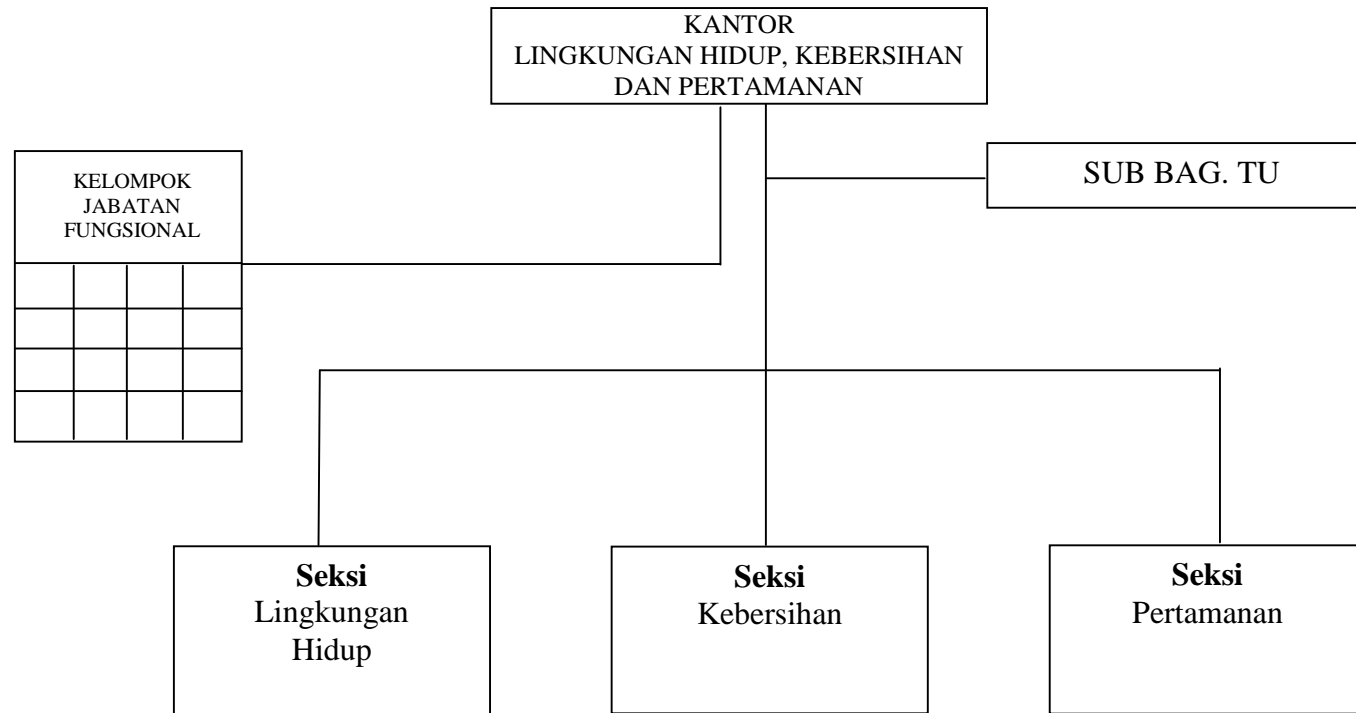 KANTOR
LINGKUNGAN HIDUP, KEBERSIHAN
DAN PERTAMANAN
KELOMPOK
JABATAN
FUNGSIONAL
SUB BAG. TU
Seksi
Lingkungan
Hidup
Seksi
Kebersihan
Seksi
Pertamanan